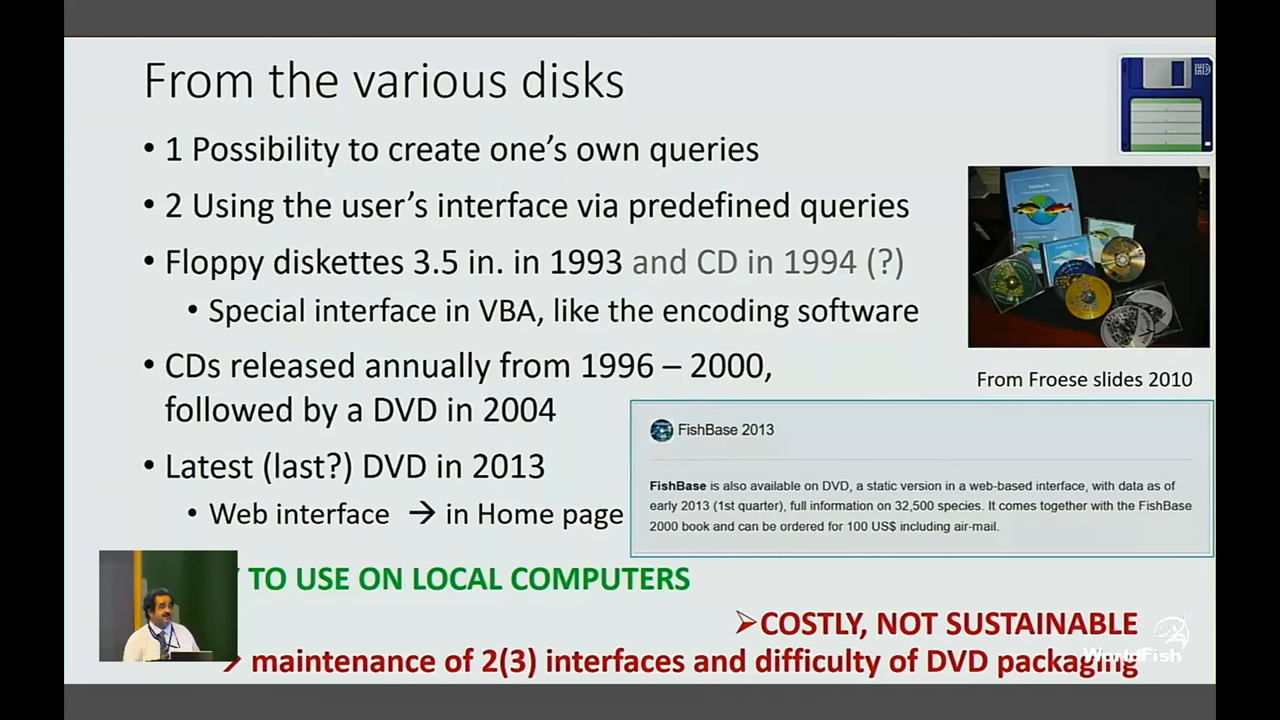 From the various disks
• 1 Possibility to create one's own queries
• 2 Using the user's interface via predefined queries
• Floppy diskettes 3.5 in. in 1993 and CD in 1994 (?)
• Special interface in VBA, like the encoding software
• CDs released annually from 1996 – 2000,
followed by a DVD in 2004
• Latest (last?) DVD in 2013
• Web interface → in Home page
HD
From Froese slides 2010
FishBase 2013
FishBase is also available on DVD, a static version in a web-based interface, with data as of
early 2013 (1st quarter), full information on 32,500 species. It comes together with the FishBase
2000 book and can be ordered for 100 US$ including air-mail.
TO USE ON LOCAL COMPUTERS
➢COSTLY, NOT SUSTAINABLE
➢ maintenance of 2(3) interfaces and difficulty of DVD packaging
WorldFish